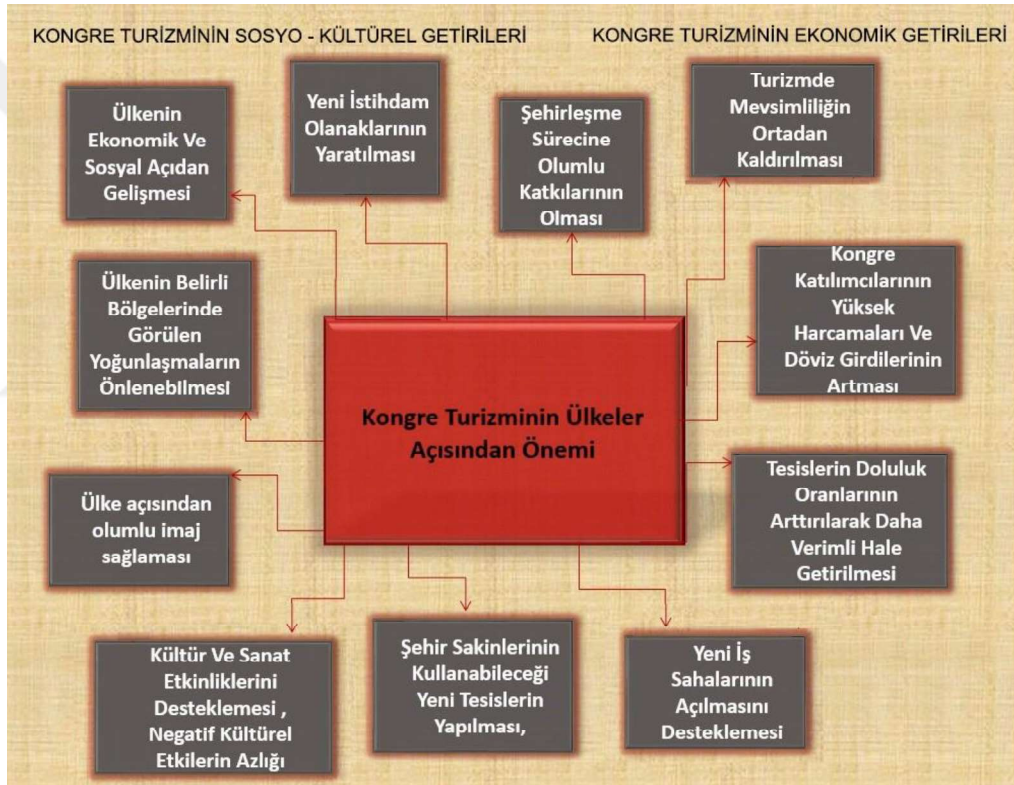 KONGRE TURİZMİNİN SOSYO - KÜLTÜREL GETİRİLERİ
KONGRE TURİZMİNİN EKONOMİK GETİRİLERİ
Ülkenin
Ekonomik Ve
Sosyal Açıdan
Gelişmesi
Yeni İstihdam
Olanaklarının
Yaratılması
Şehirleşme
Sürecine
Olumlu
Katkılarının
Olması
Turizmde
Mevsimliliğin
Ortadan
Kaldırılması
Ülkenin Belirli
Bölgelerinde
Görülen
Yoğunlaşmaların
Önlenebilmesi
Kongre
Katılımcılarının
Yüksek
Harcamaları Ve
Döviz Girdilerinin
Artması
Kongre Turizminin Ülkeler
Açısından Önemi
Ülke açısından
olumlu imaj
sağlaması
Tesislerin Doluluk
Oranlarının
Arttırılarak Daha
Verimli Hale
Getirilmesi
Kültür Ve Sanat
Etkinliklerini
Desteklemesi ,
Negatif Kültürel
Etkilerin Azlığı
Şehir Sakinlerinin
Kullanabileceği
Yeni Tesislerin
Yapılması,
Yeni İş
Sahalarının
Açılmasını
Desteklemesi